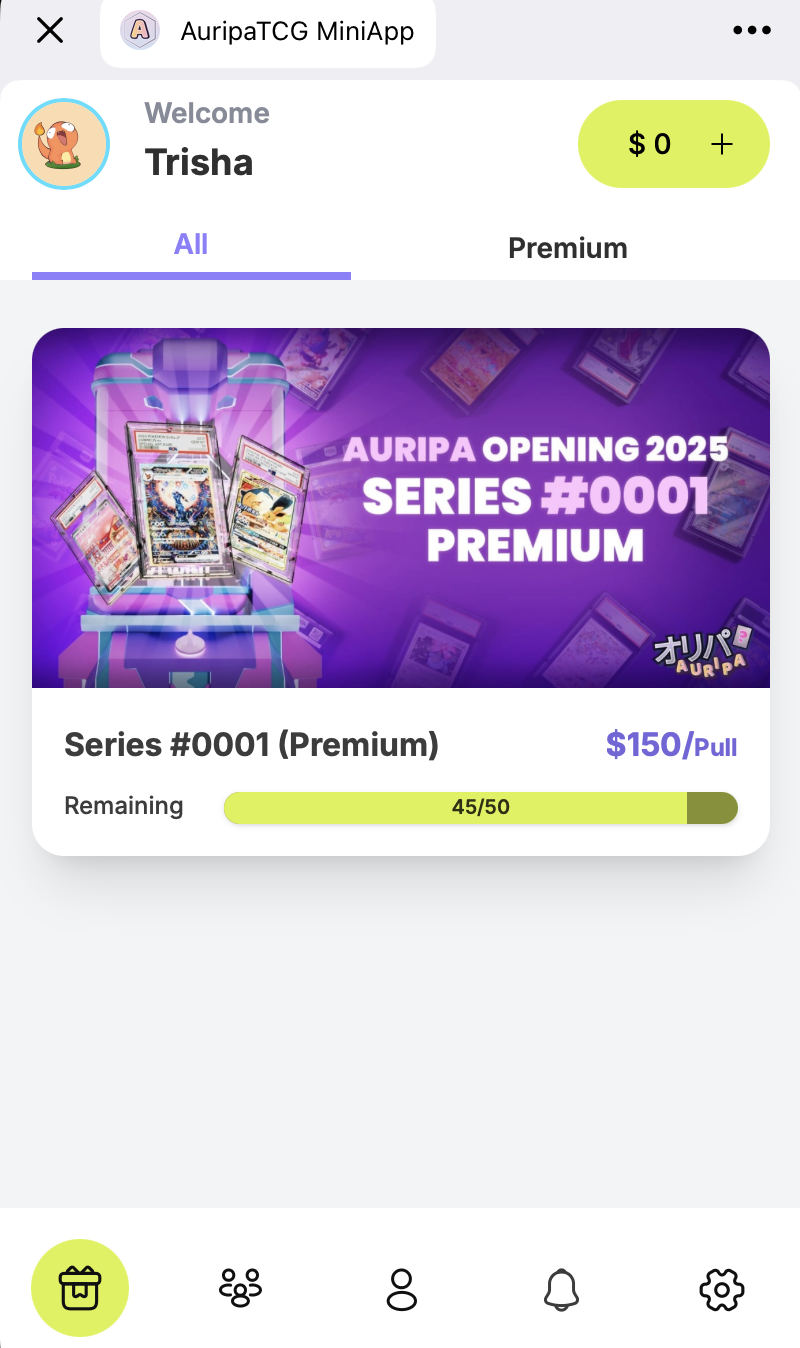 A AuripaTCG MiniApp
Welcome
Trisha
$ 0 +
All
Premium
AURIPA OPENING 2025
SERIES #0001
PREMIUM
オリパ
AURIPA
Series #0001 (Premium)
$150/Pull
Remaining
45/50